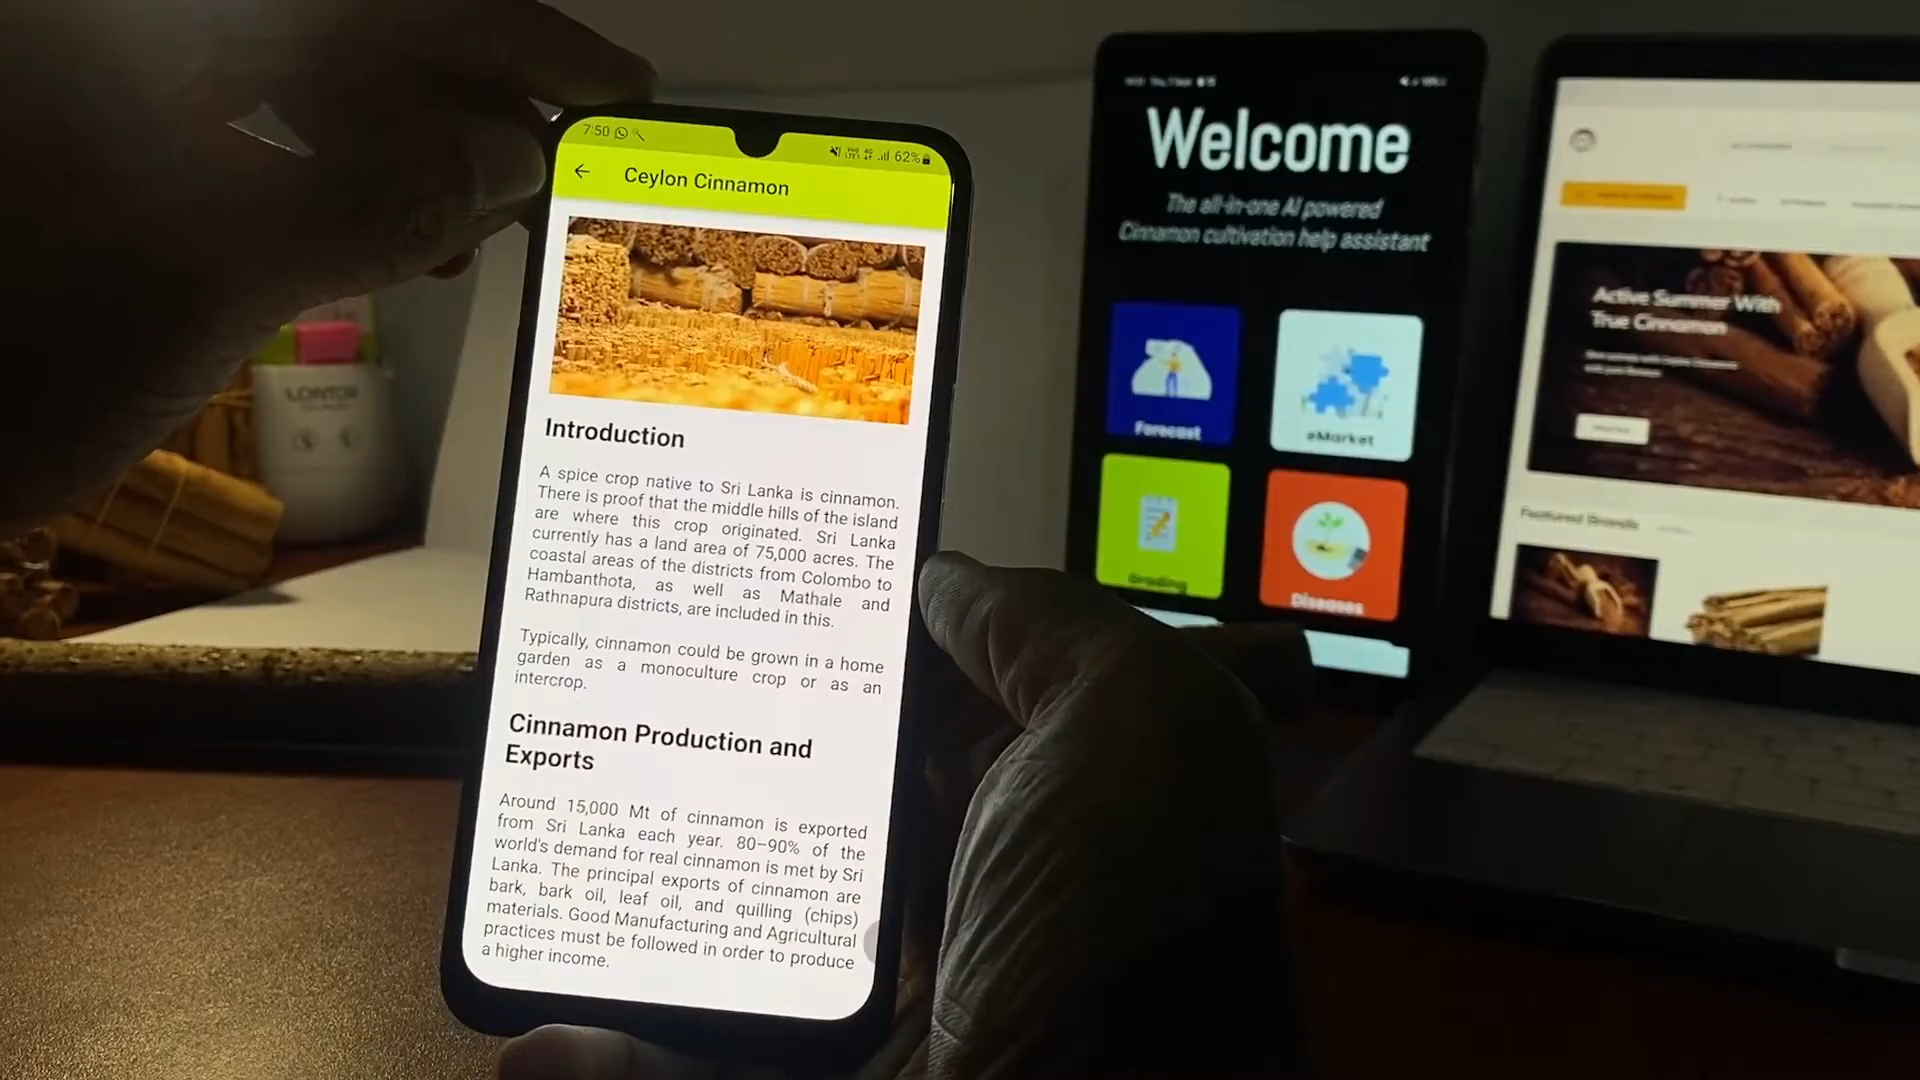 7:50
62%
Ceylon Cinnamon
Introduction
A spice crop native to Sri Lanka is cinnamon.
There is proof that the middle hills of the island
are where this crop originated. Sri Lanka
currently has a land area of 75,000 acres. The
coastal areas of the districts from Colombo to
Hambanthota, as well as Mathale and
Rathnapura districts, are included in this.
Typically, cinnamon could be grown in a home
garden as a monoculture crop or as an
intercrop.
Cinnamon Production and
Exports
Around 15,000 Mt of cinnamon is exported
from Sri Lanka each year. 80–90% of the
world's demand for real cinnamon is met by Sri
Lanka. The principal exports of cinnamon are
bark, bark oil, leaf oil, and quilling (chips)
materials. Good Manufacturing and Agricultural
practices must be followed in order to produce
a higher income.
Welcome
The all-in-one AI powered
Cinnamon cultivation help assistant
Forecast
eMarket
Grading
Diseases
Active Summer With
True Cinnamon
Featured Brands